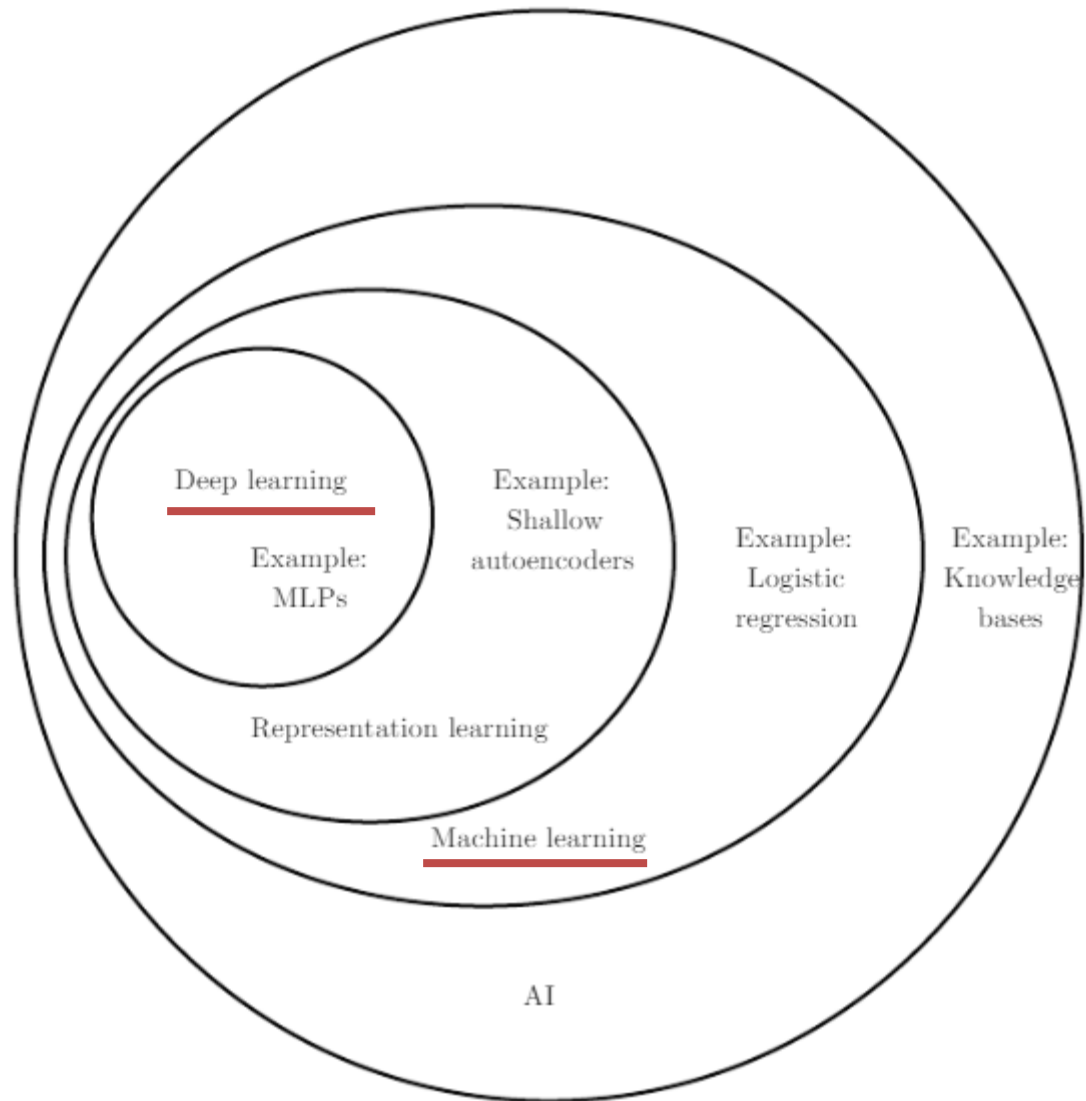 Deep learning
Example:
MLPs
Example:
Shallow
autoencoders
Example:
Logistic
regression
Example:
Knowledge
bases
Representation learning
Machine learning
AI